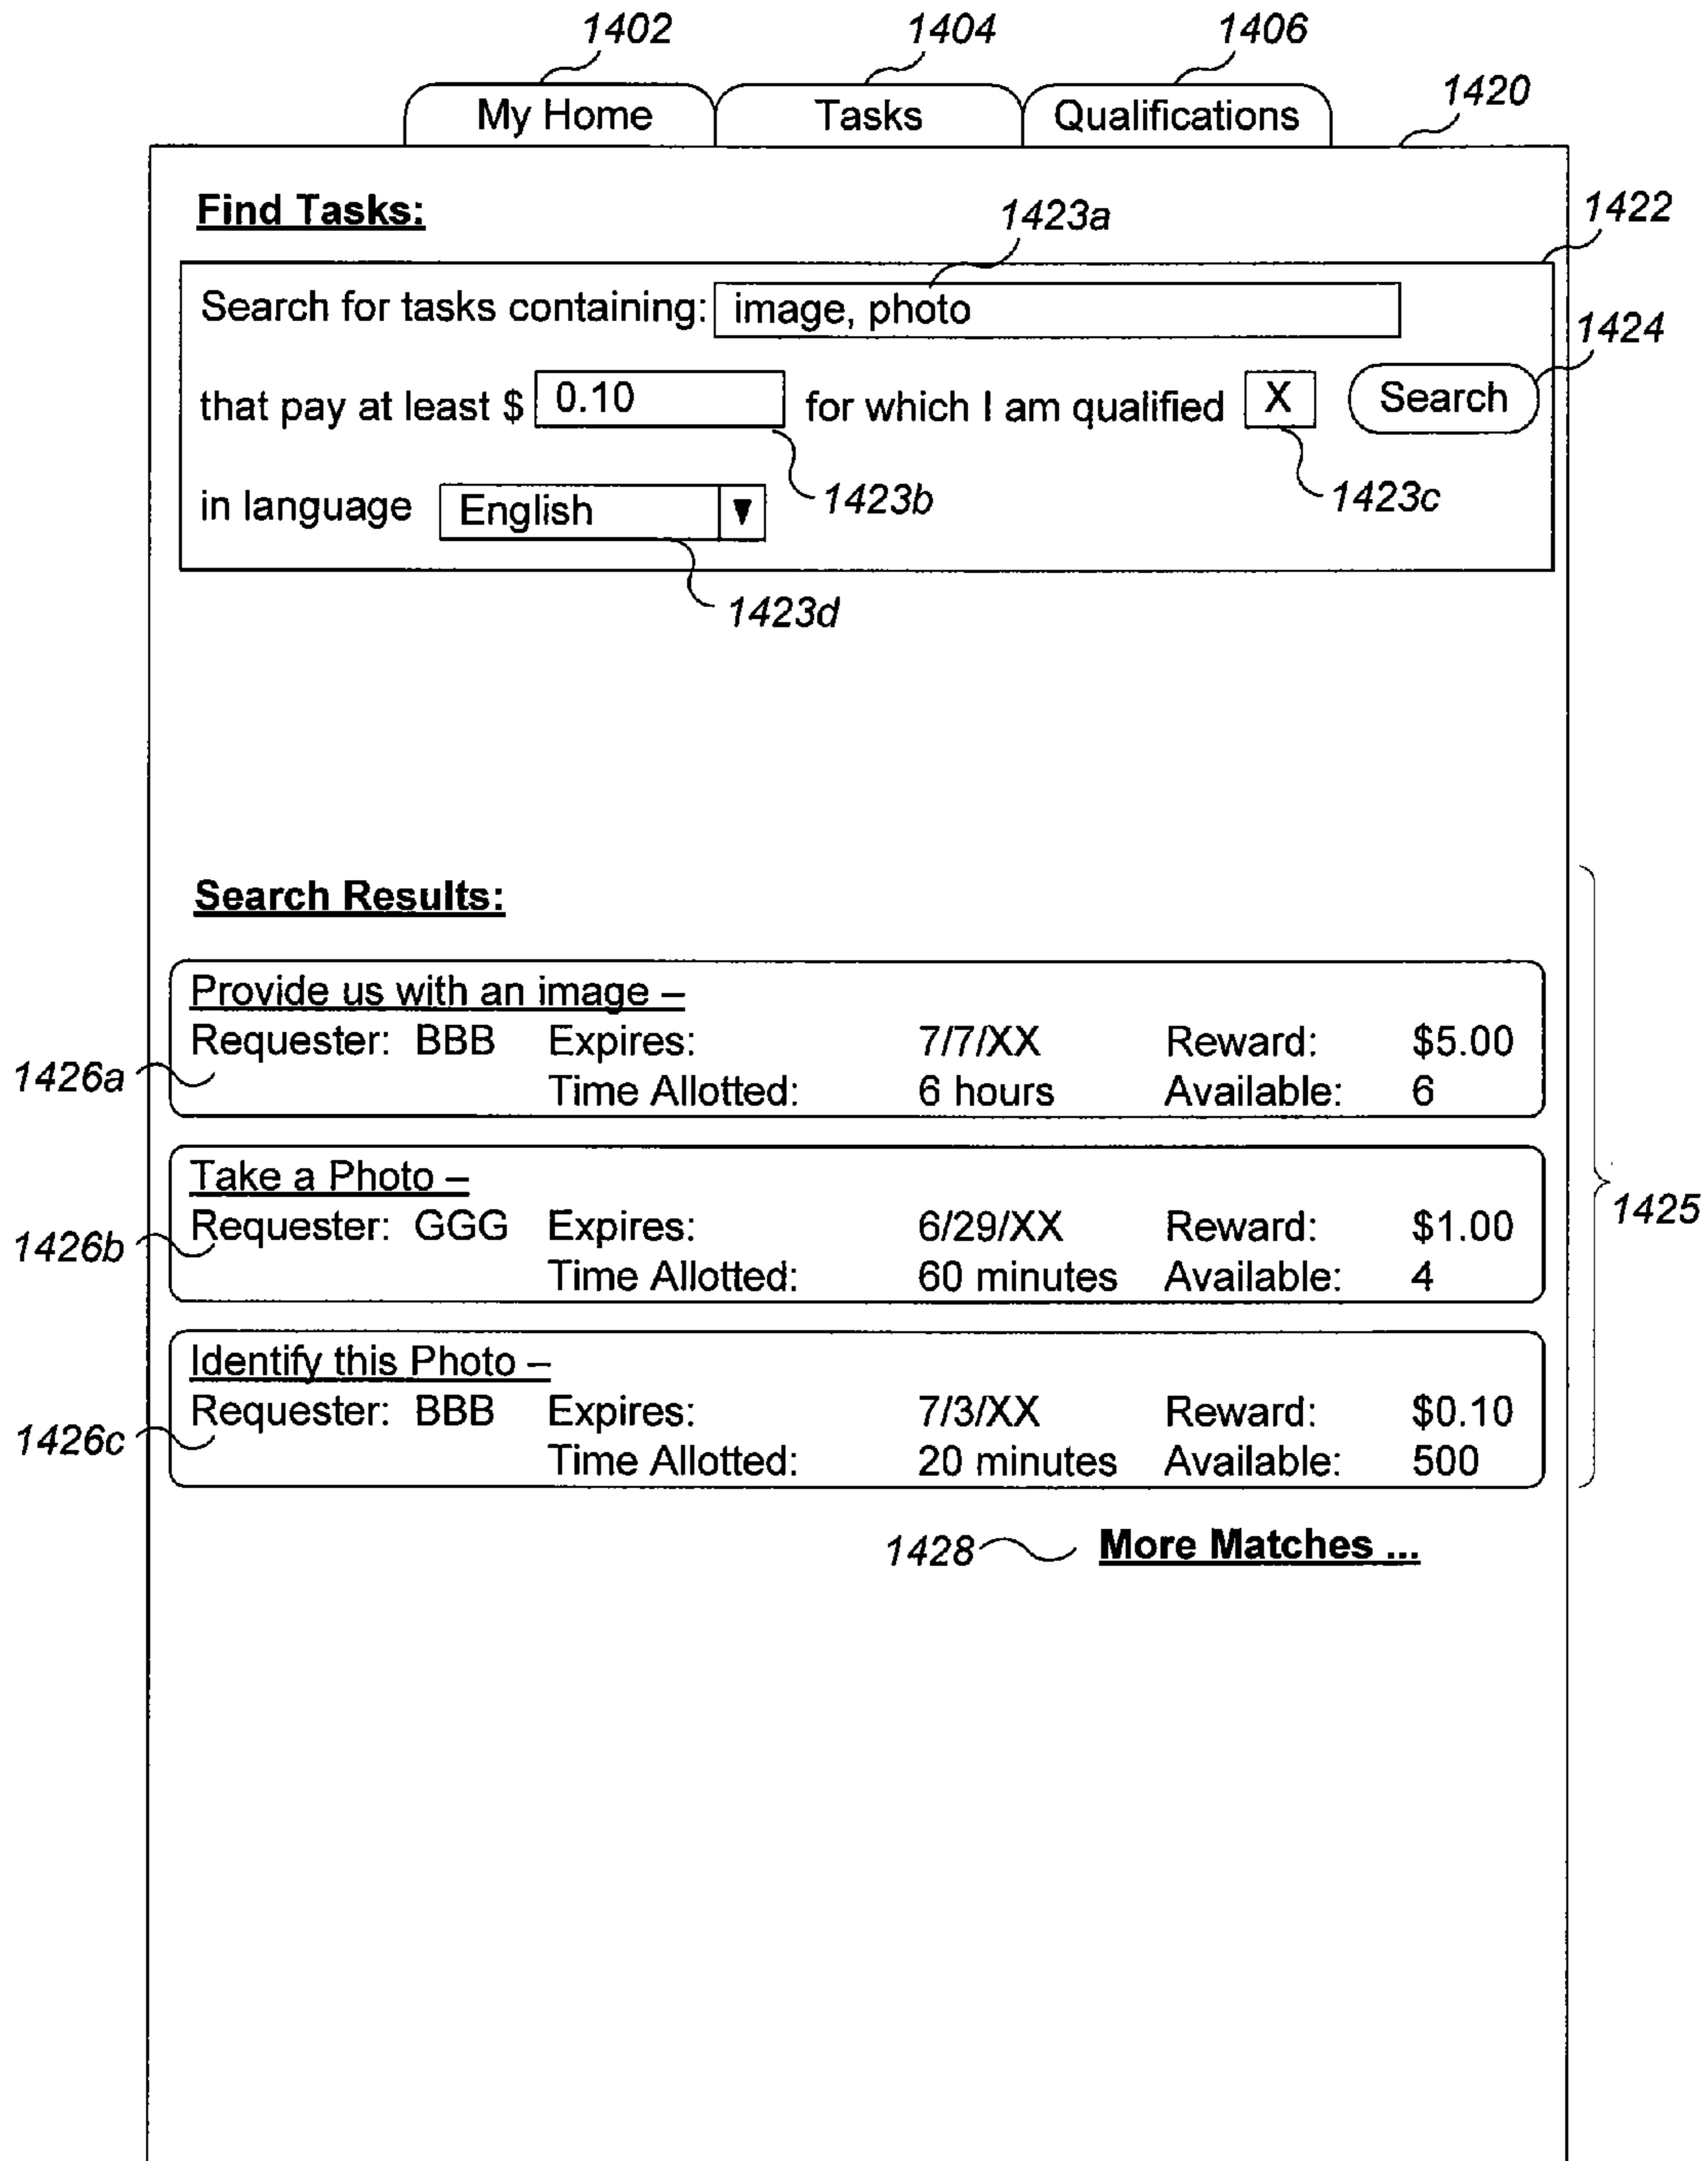 1402 1404 1406
My Home Tasks Qualifications 1420
Find Tasks: 1423a 1422
Search for tasks containing: image, photo
1424
that pay at least $ 0.10 for which I am qualified X Search
1423b 1423c
in language English
1423d
Search Results:
Provide us with an image –
Requester: BBB Expires: 7/7/XX Reward: $5.00
1426a Time Allotted: 6 hours Available: 6
Take a Photo –
1425
Requester: GGG Expires: 6/29/XX Reward: $1.00
1426b Time Allotted: 60 minutes Available: 4
Identify this Photo –
Requester: BBB Expires: 7/3/XX Reward: $0.10
1426c Time Allotted: 20 minutes Available: 500
1428 More Matches ...